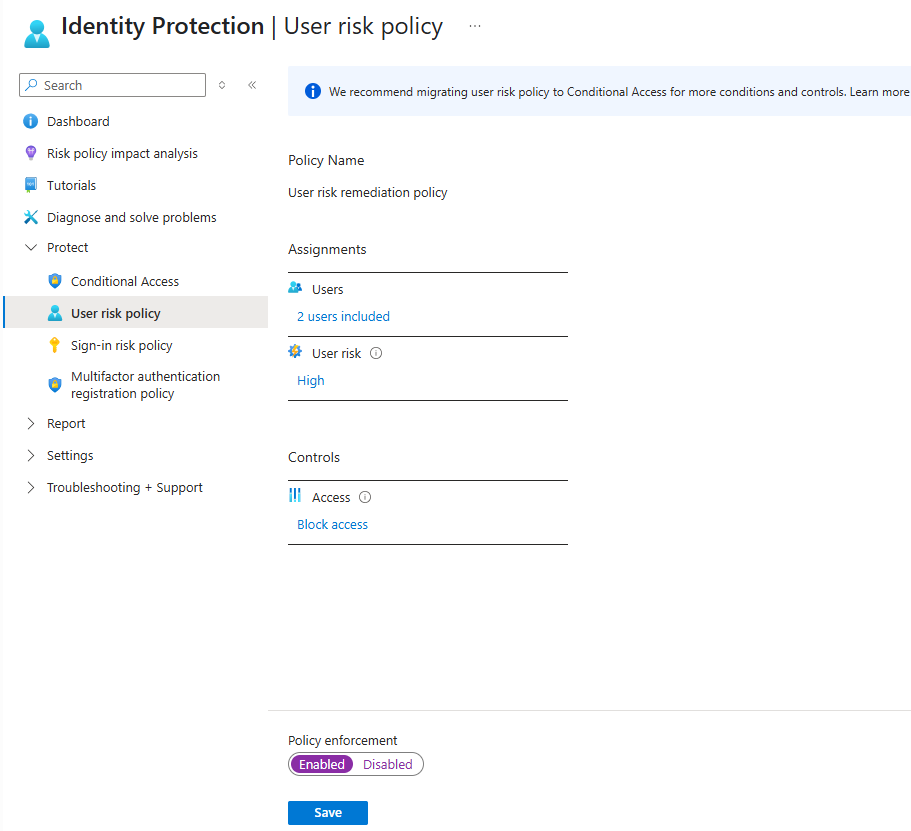 Identity Protection | User risk policy ...
Search
Dashboard
Risk policy impact analysis
Tutorials
Diagnose and solve problems
Protect
Conditional Access
User risk policy
Sign-in risk policy
Multifactor authentication
registration policy
Report
Settings
Troubleshooting + Support
We recommend migrating user risk policy to Conditional Access for more conditions and controls. Learn more
Policy Name
User risk remediation policy
Assignments
Users
2 users included
User risk
High
Controls
Access
Block access
Policy enforcement
Enabled Disabled
Save